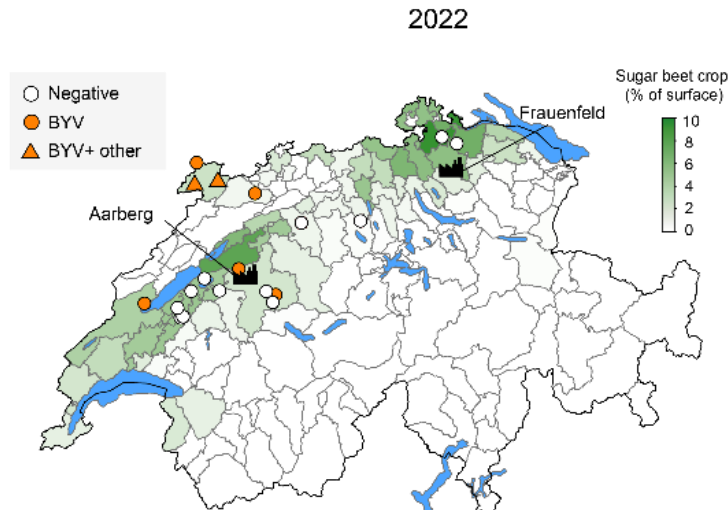 2022
Negative
BYV
BYV+ other
Aarberg
Frauenfeld
Sugar beet crop
(% of surface)
10
8
6
4
2
0